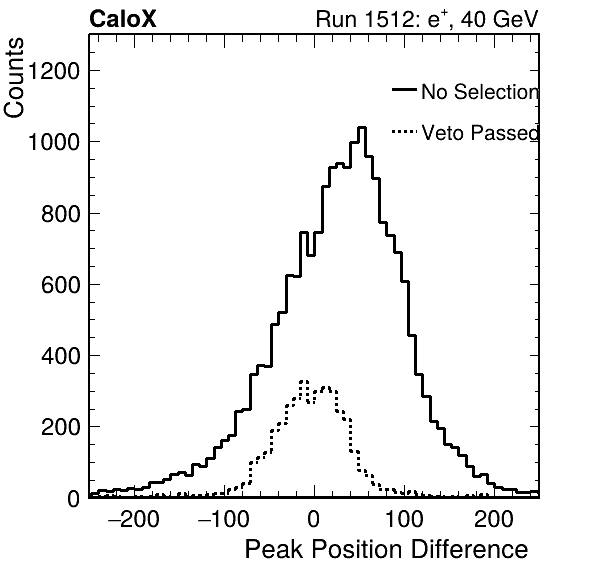 CaloX Run 1512: e⁺, 40 GeV
Counts
1200
1000
800
600
400
200
0
No Selection
Veto Passed
−200 −100 0 100 200
Peak Position Difference